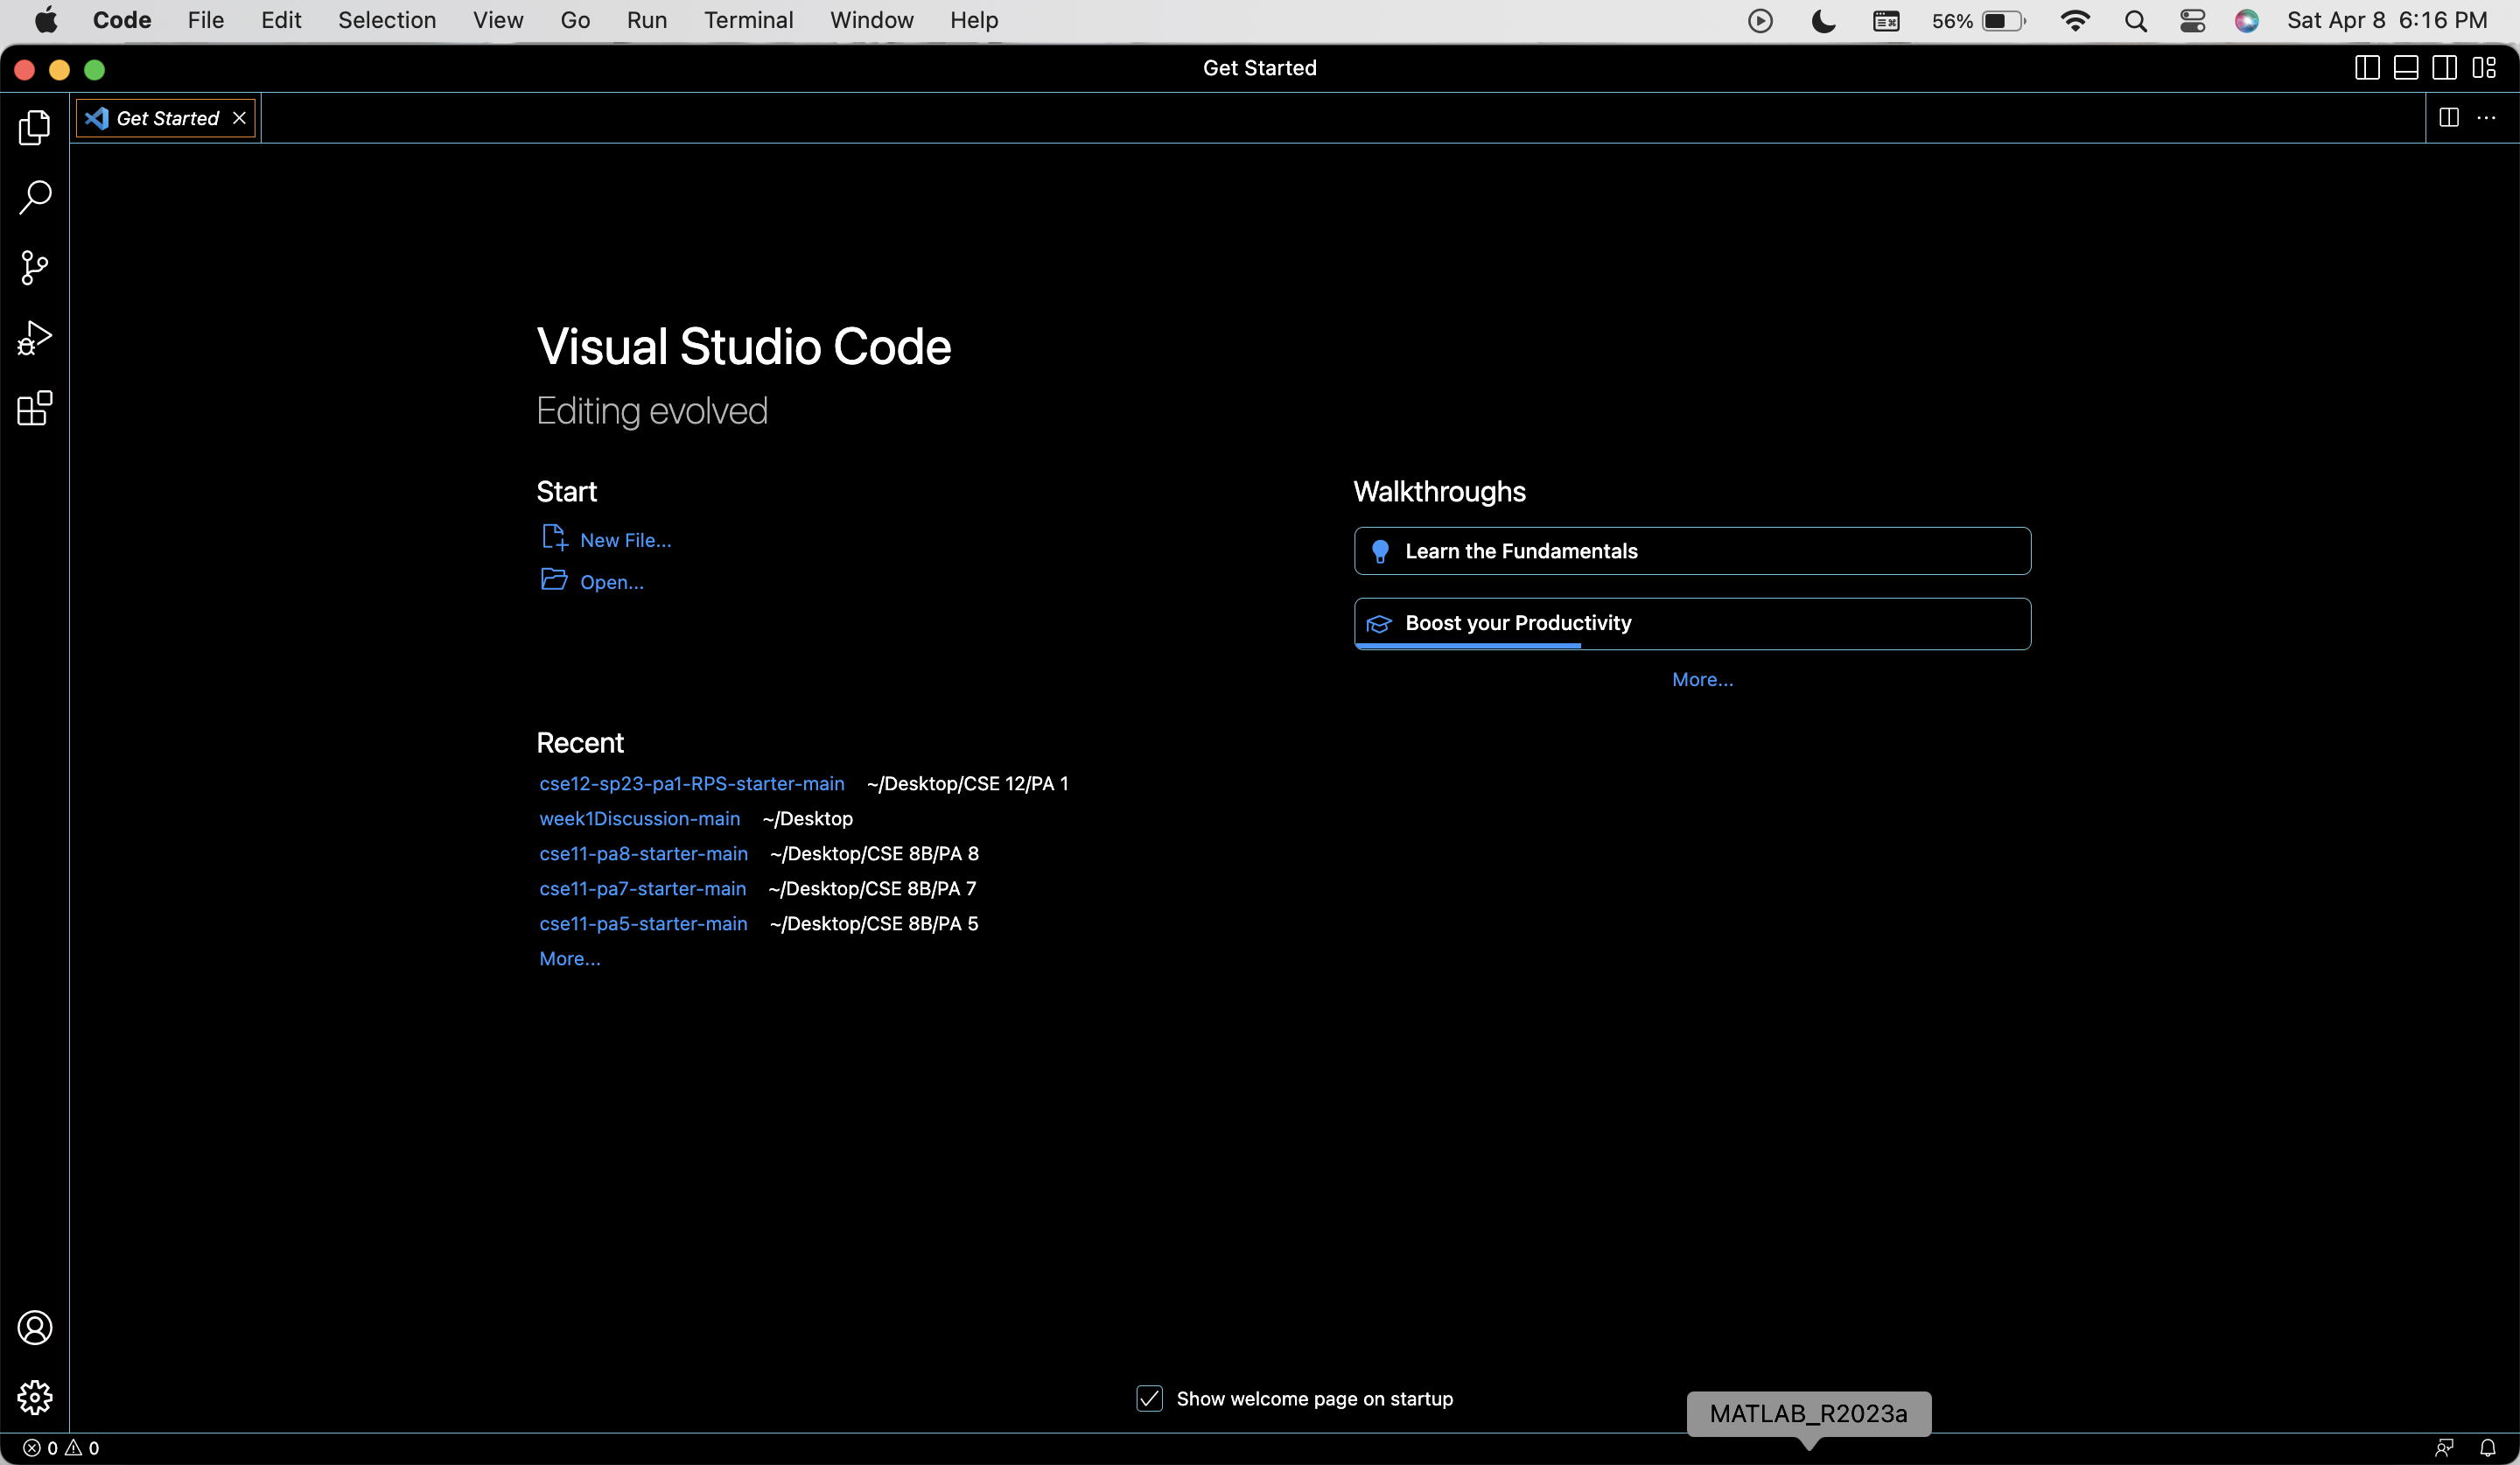 Code File Edit Selection View Go Run Terminal Window Help 56% Sat Apr 8 6:16 PM
Get Started
Get Started
Visual Studio Code
Editing evolved
Start
New File...
Open...
Walkthroughs
Learn the Fundamentals
Boost your Productivity
More...
Recent
cse12-sp23-pa1-RPS-starter-main ~/Desktop/CSE 12/PA 1
week1Discussion-main ~/Desktop
cse11-pa8-starter-main ~/Desktop/CSE 8B/PA 8
cse11-pa7-starter-main ~/Desktop/CSE 8B/PA 7
cse11-pa5-starter-main ~/Desktop/CSE 8B/PA 5
More...
Show welcome page on startup
MATLAB_R2023a
0 0